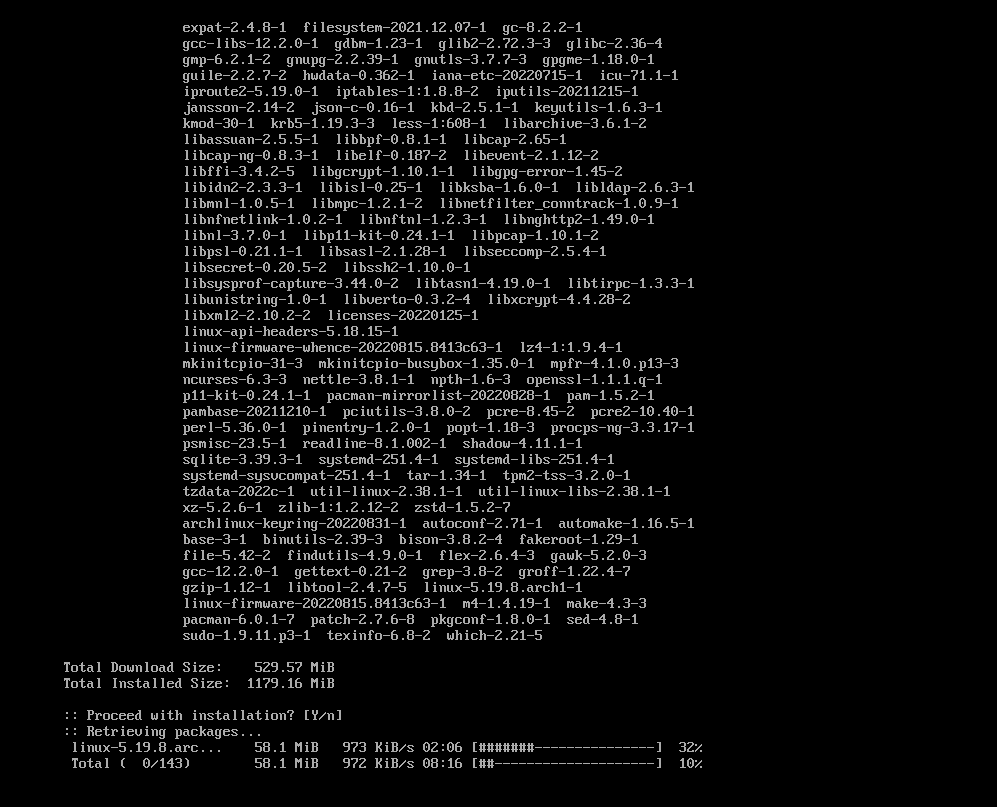 expat-2.4.8-1  filesystem-2021.12.07-1  gc-8.2.2-1
gcc-libs-12.2.0-1  gdbm-1.23-1  glib2-2.72.3-3  glibc-2.36-4
gmp-6.2.1-2  gnupg-2.2.39-1  gnutls-3.7.7-3  gpgme-1.18.0-1
guile-2.2.7-2  hwdata-0.362-1  iana-etc-20220715-1  icu-71.1-1
iproute2-5.19.0-1  iptables-1:1.8.8-2  iputils-20211215-1
jansson-2.14-2  json-c-0.16-1  kbd-2.5.1-1  keyutils-1.6.3-1
kmod-30-1  krb5-1.19.3-3  less-1:608-1  libarchive-3.6.1-2
libassuan-2.5.5-1  libbpf-0.8.1-1  libcap-2.65-1
libcap-ng-0.8.3-1  libelf-0.187-2  libevent-2.1.12-2
libffi-3.4.2-5  libgcrypt-1.10.1-1  libgpg-error-1.45-2
libidn2-2.3.3-1  libisl-0.25-1  libksba-1.6.0-1  libldap-2.6.3-1
libmnl-1.0.5-1  libmpc-1.2.1-2  libnetfilter_conntrack-1.0.9-1
libnfnetlink-1.0.2-1  libnftnl-1.2.3-1  libnghttp2-1.49.0-1
libnl-3.7.0-1  libp11-kit-0.24.1-1  libpcap-1.10.1-2
libpsl-0.21.1-1  libsasl-2.1.28-1  libseccomp-2.5.4-1
libsecret-0.20.5-2  libssh2-1.10.0-1
libsysprof-capture-3.44.0-2  libtasn1-4.19.0-1  libtirpc-1.3.3-1
libunistring-1.0-1  libverto-0.3.2-4  libxcrypt-4.4.28-2
libxml2-2.10.2-2  licenses-20220125-1
linux-api-headers-5.18.15-1
linux-firmware-whence-20220815.8413c63-1  lz4-1:1.9.4-1
mkinitcpio-31-3  mkinitcpio-busybox-1.35.0-1  mpfr-4.1.0.p13-3
ncurses-6.3-3  nettle-3.8.1-1  npth-1.6-3  openssl-1.1.1.q-1
p11-kit-0.24.1-1  pacman-mirrorlist-20220828-1  pam-1.5.2-1
pambase-20211210-1  pciutils-3.8.0-2  pcre-8.45-2  pcre2-10.40-1
perl-5.36.0-1  pinentry-1.2.0-1  popt-1.18-3  procps-ng-3.3.17-1
psmisc-23.5-1  readline-8.1.002-1  shadow-4.11.1-1
sqlite-3.39.3-1  systemd-251.4-1  systemd-libs-251.4-1
systemd-sysvcompat-251.4-1  tar-1.34-1  tpm2-tss-3.2.0-1
tzdata-2022c-1  util-linux-2.38.1-1  util-linux-libs-2.38.1-1
xz-5.2.6-1  zlib-1:1.2.12-2  zstd-1.5.2-7
archlinux-keyring-20220831-1  autoconf-2.71-1  automake-1.16.5-1
base-3-1  binutils-2.39-3  bison-3.8.2-4  fakeroot-1.29-1
file-5.42-2  findutils-4.9.0-1  flex-2.6.4-3  gawk-5.2.0-3
gcc-12.2.0-1  gettext-0.21-2  grep-3.8-2  groff-1.22.4-7
gzip-1.12-1  libtool-2.4.7-5  linux-5.19.8.arch1-1
linux-firmware-20220815.8413c63-1  m4-1.4.19-1  make-4.3-3
pacman-6.0.1-7  patch-2.7.6-8  pkgconf-1.8.0-1  sed-4.8-1
sudo-1.9.11.p3-1  texinfo-6.8-2  which-2.21-5
Total Download Size:    529.57 MiB
Total Installed Size:  1179.16 MiB
:: Proceed with installation? [Y/n]
:: Retrieving packages...
linux-5.19.8.arc...    58.1 MiB   973 KiB/s 02:06 [#######---------------]  32%
Total (  0/143)        58.1 MiB   972 KiB/s 08:16 [##--------------------]  10%